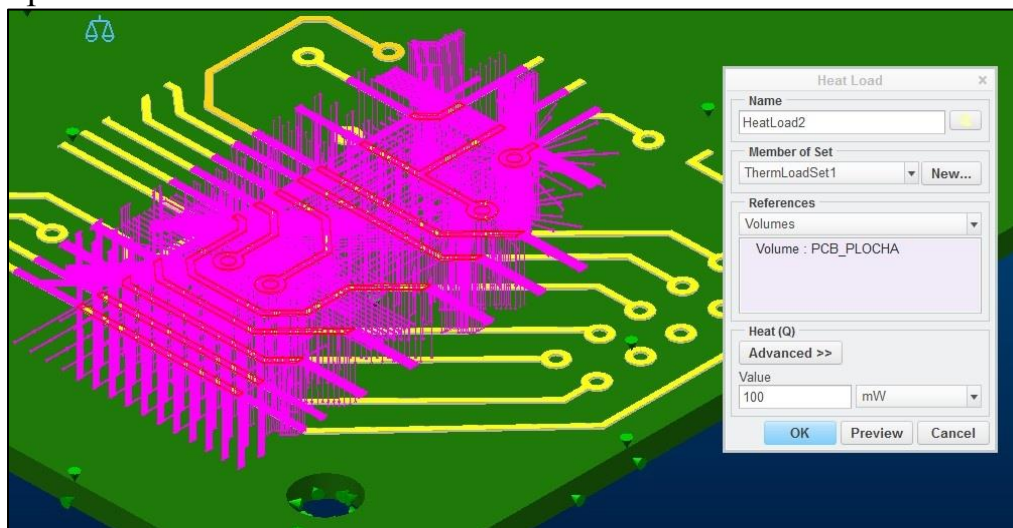 Heat Load
Name
HeatLoad2
Member of Set
ThermLoadSet1
New...
References
Volumes
Volume : PCB_PLOCHA
Heat (Q)
Advanced >>
Value
100 mW
OK Preview Cancel